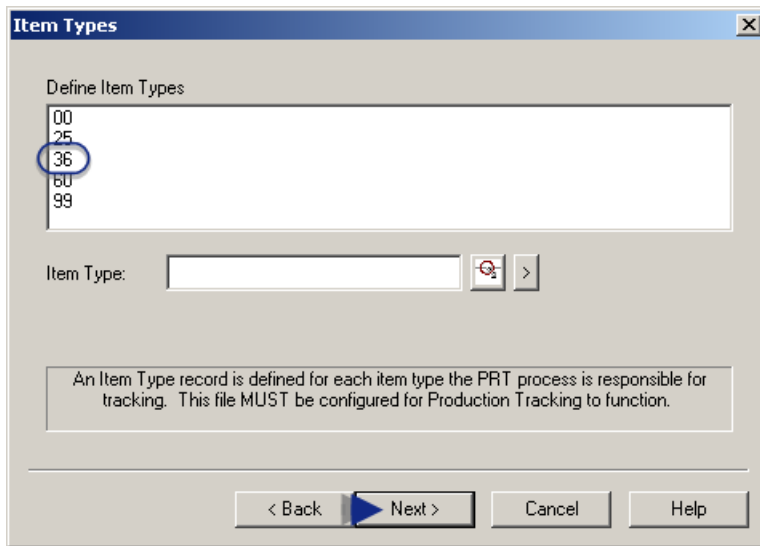 Item Types
Define Item Types
00
25
36
60
99
Item Type:
>
An Item Type record is defined for each item type the PRT process is responsible for
tracking. This file MUST be configured for Production Tracking to function.
< Back
Next >
Cancel
Help